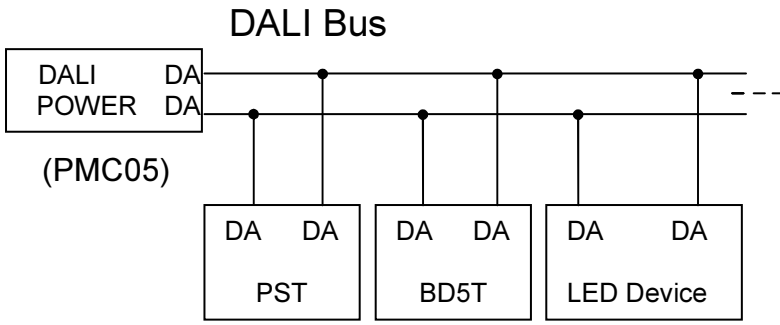 DALI Bus
DALI DA
POWER DA
(PMC05)
DA DA DA DA DA DA
PST BD5T LED Device